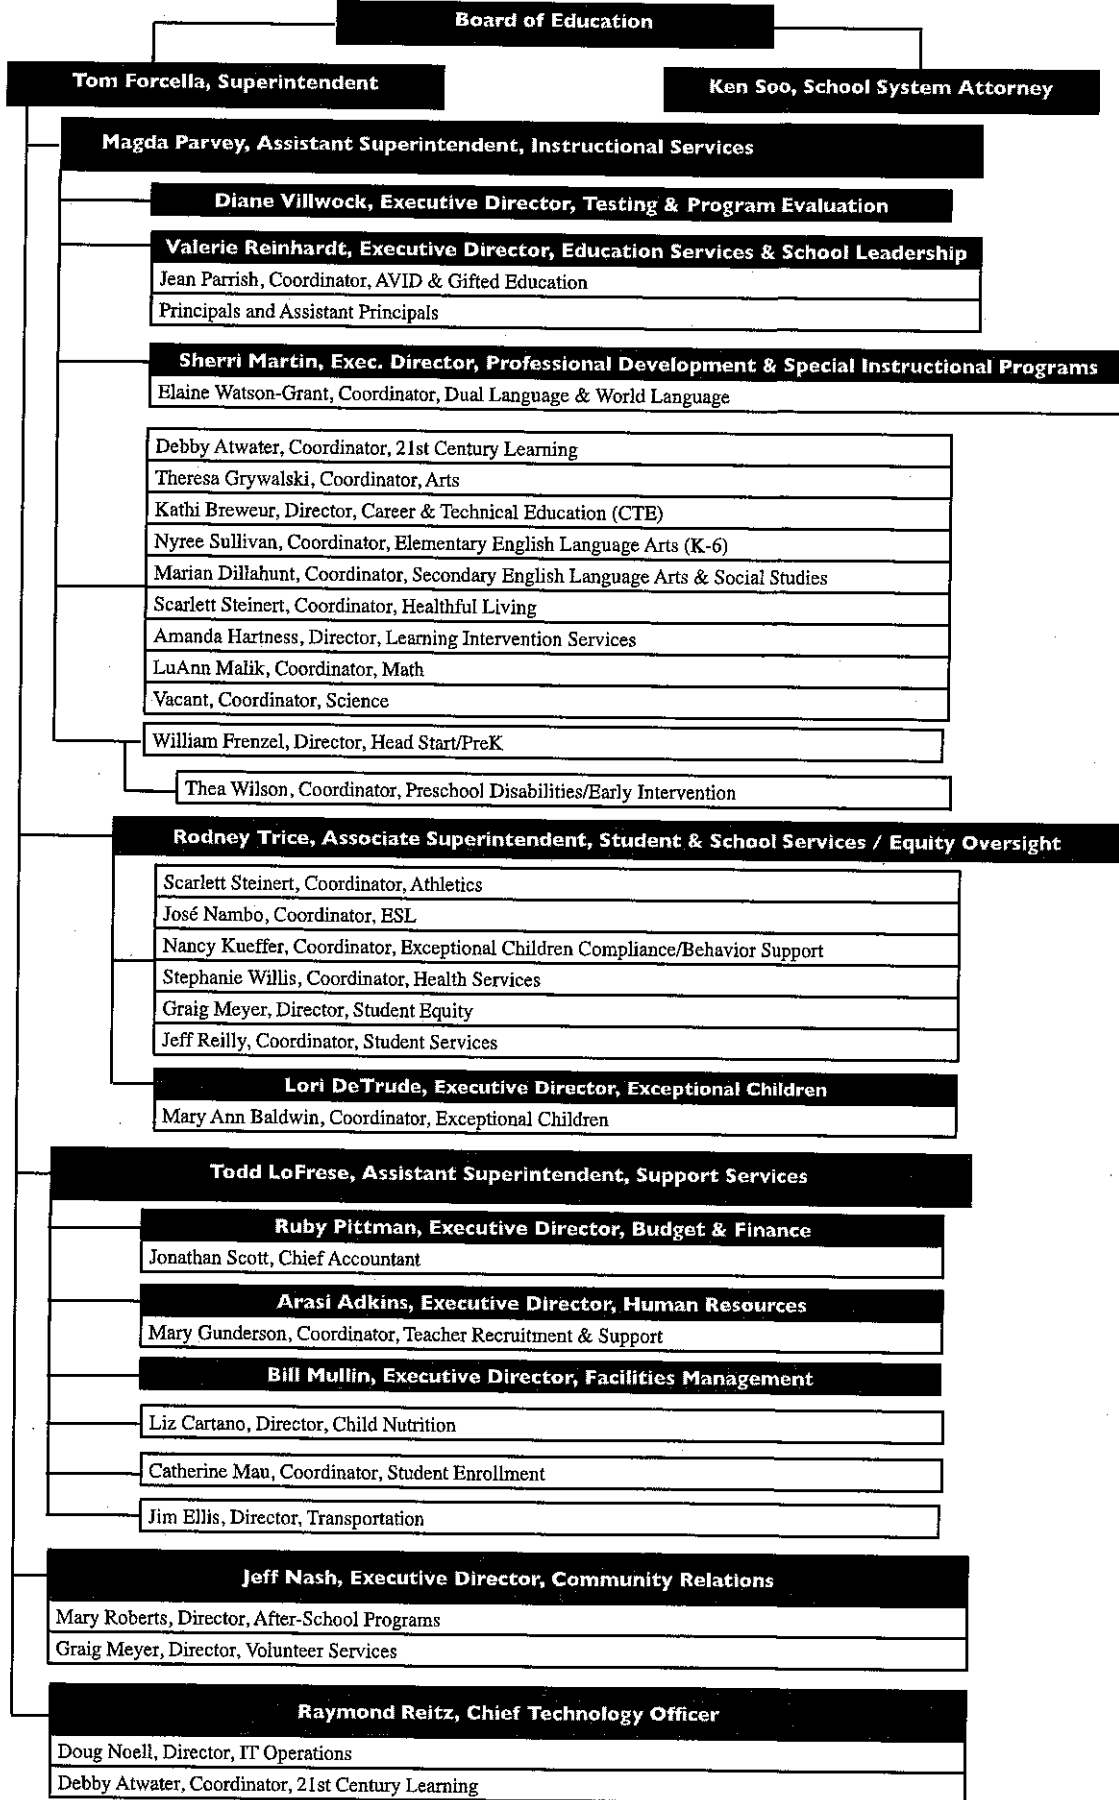 Board of Education
Tom Forcella, Superintendent
Ken Soo, School System Attorney
Magda Parvey, Assistant Superintendent, Instructional Services
Diane Villwock, Executive Director, Testing & Program Evaluation
Valerie Reinhardt, Executive Director, Education Services & School Leadership
Jean Parrish, Coordinator, AVID & Gifted Education
Principals and Assistant Principals
Sherri Martin, Exec. Director, Professional Development & Special Instructional Programs
Elaine Watson-Grant, Coordinator, Dual Language & World Language
Debby Atwater, Coordinator, 21st Century Learning
Theresa Grywalski, Coordinator, Arts
Kathi Breweur, Director, Career & Technical Education (CTE)
Nyree Sullivan, Coordinator, Elementary English Language Arts (K-6)
Marian Dillahunt, Coordinator, Secondary English Language Arts & Social Studies
Scarlett Steinert, Coordinator, Healthful Living
Amanda Hartness, Director, Learning Intervention Services
LuAnn Malik, Coordinator, Math
Vacant, Coordinator, Science
William Frenzel, Director, Head Start/PreK
Thea Wilson, Coordinator, Preschool Disabilities/Early Intervention
Rodney Trice, Associate Superintendent, Student & School Services / Equity Oversight
Scarlett Steinert, Coordinator, Athletics
José Nambo, Coordinator, ESL
Nancy Kueffer, Coordinator, Exceptional Children Compliance/Behavior Support
Stephanie Willis, Coordinator, Health Services
Graig Meyer, Director, Student Equity
Jeff Reilly, Coordinator, Student Services
Lori DeTrude, Executive Director, Exceptional Children
Mary Ann Baldwin, Coordinator, Exceptional Children
Todd LoFrese, Assistant Superintendent, Support Services
Ruby Pittman, Executive Director, Budget & Finance
Jonathan Scott, Chief Accountant
Arasi Adkins, Executive Director, Human Resources
Mary Gunderson, Coordinator, Teacher Recruitment & Support
Bill Mullin, Executive Director, Facilities Management
Liz Cartano, Director, Child Nutrition
Catherine Mau, Coordinator, Student Enrollment
Jim Ellis, Director, Transportation
Jeff Nash, Executive Director, Community Relations
Mary Roberts, Director, After-School Programs
Graig Meyer, Director, Volunteer Services
Raymond Reitz, Chief Technology Officer
Doug Noell, Director, IT Operations
Debby Atwater, Coordinator, 21st Century Learning